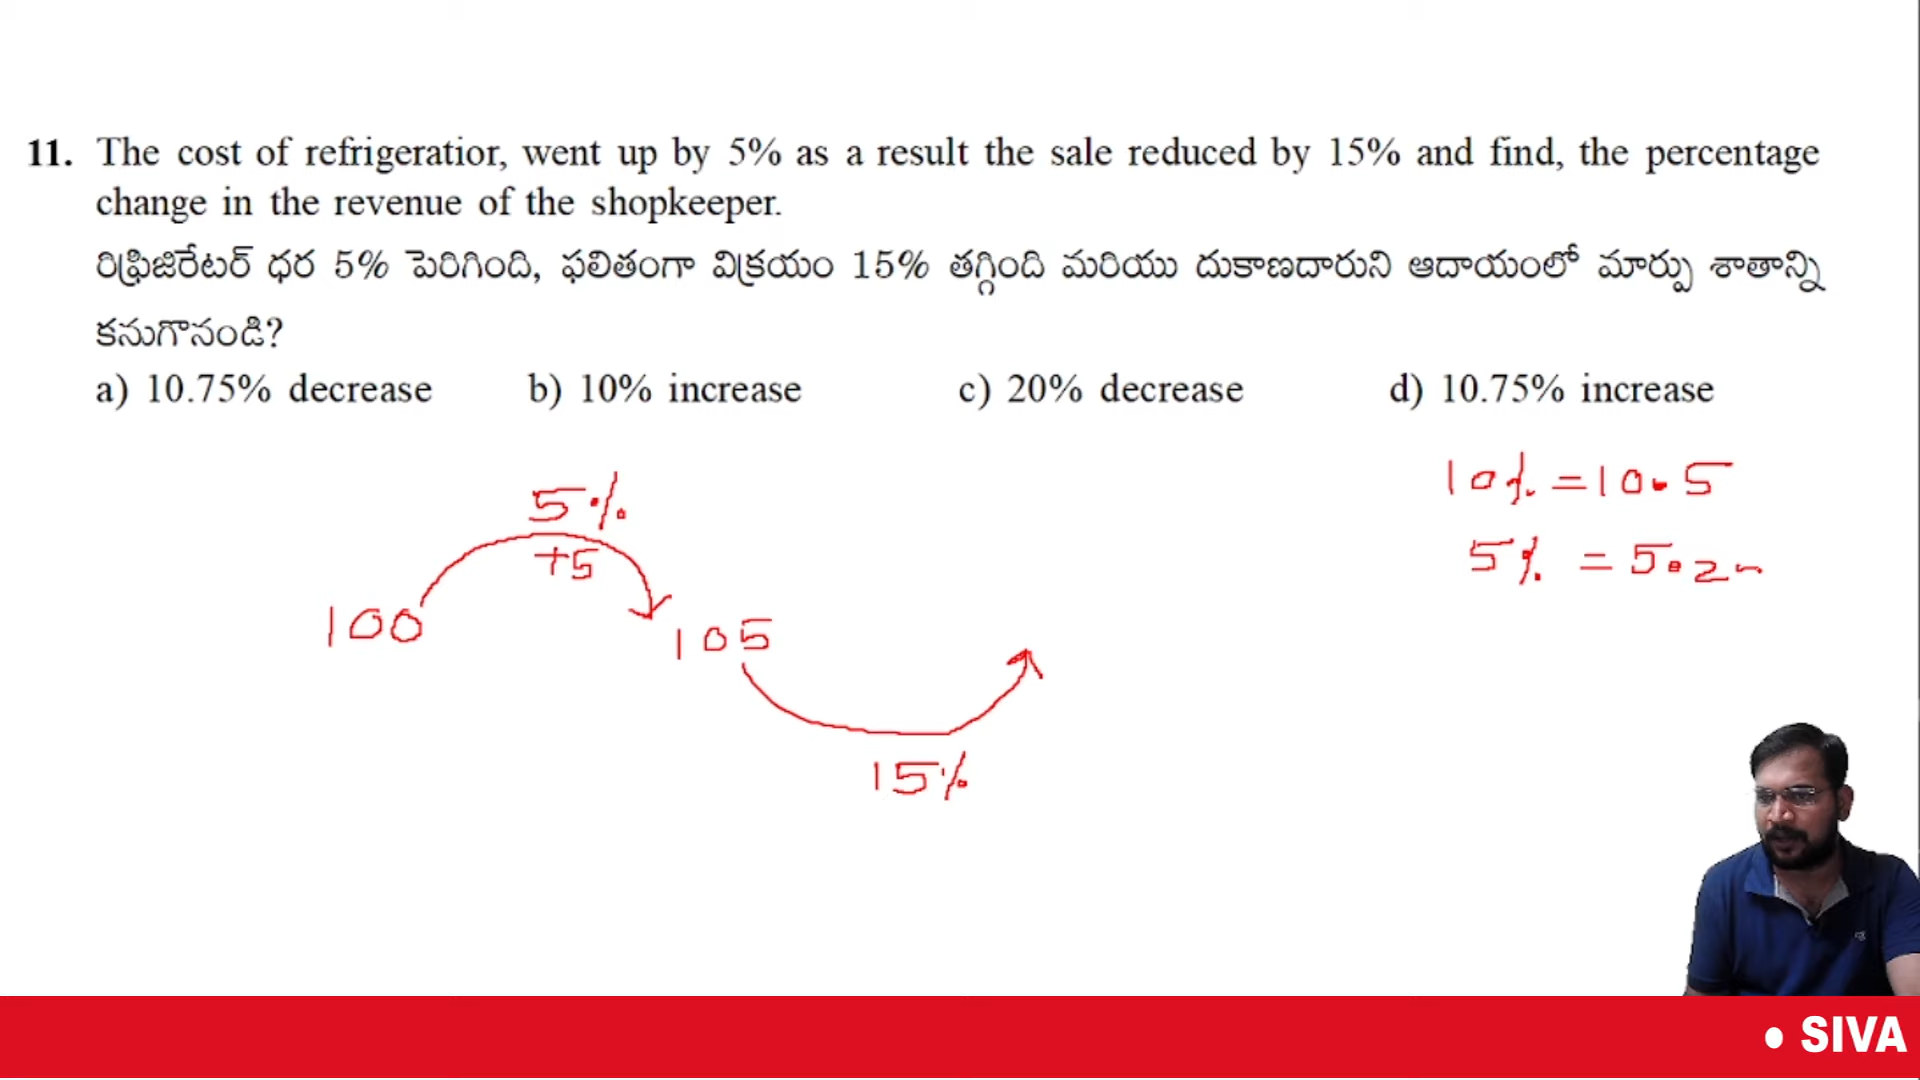 11. The cost of refrigeratior, went up by 5% as a result the sale reduced by 15% and find, the percentage
change in the revenue of the shopkeeper.
రిఫ్రిజిరేటర్ ధర 5% పెరిగింది, ఫలితంగా విక్రయం 15% తగ్గింది మరియు దుకాణదారుని ఆదాయంలో మార్పు శాతాన్ని
కనుగొనండి?
a) 10.75% decrease b) 10% increase c) 20% decrease d) 10.75% increase
10% = 10.5
5% = 5.2
5%
+5
100
105
15%
• SIVA